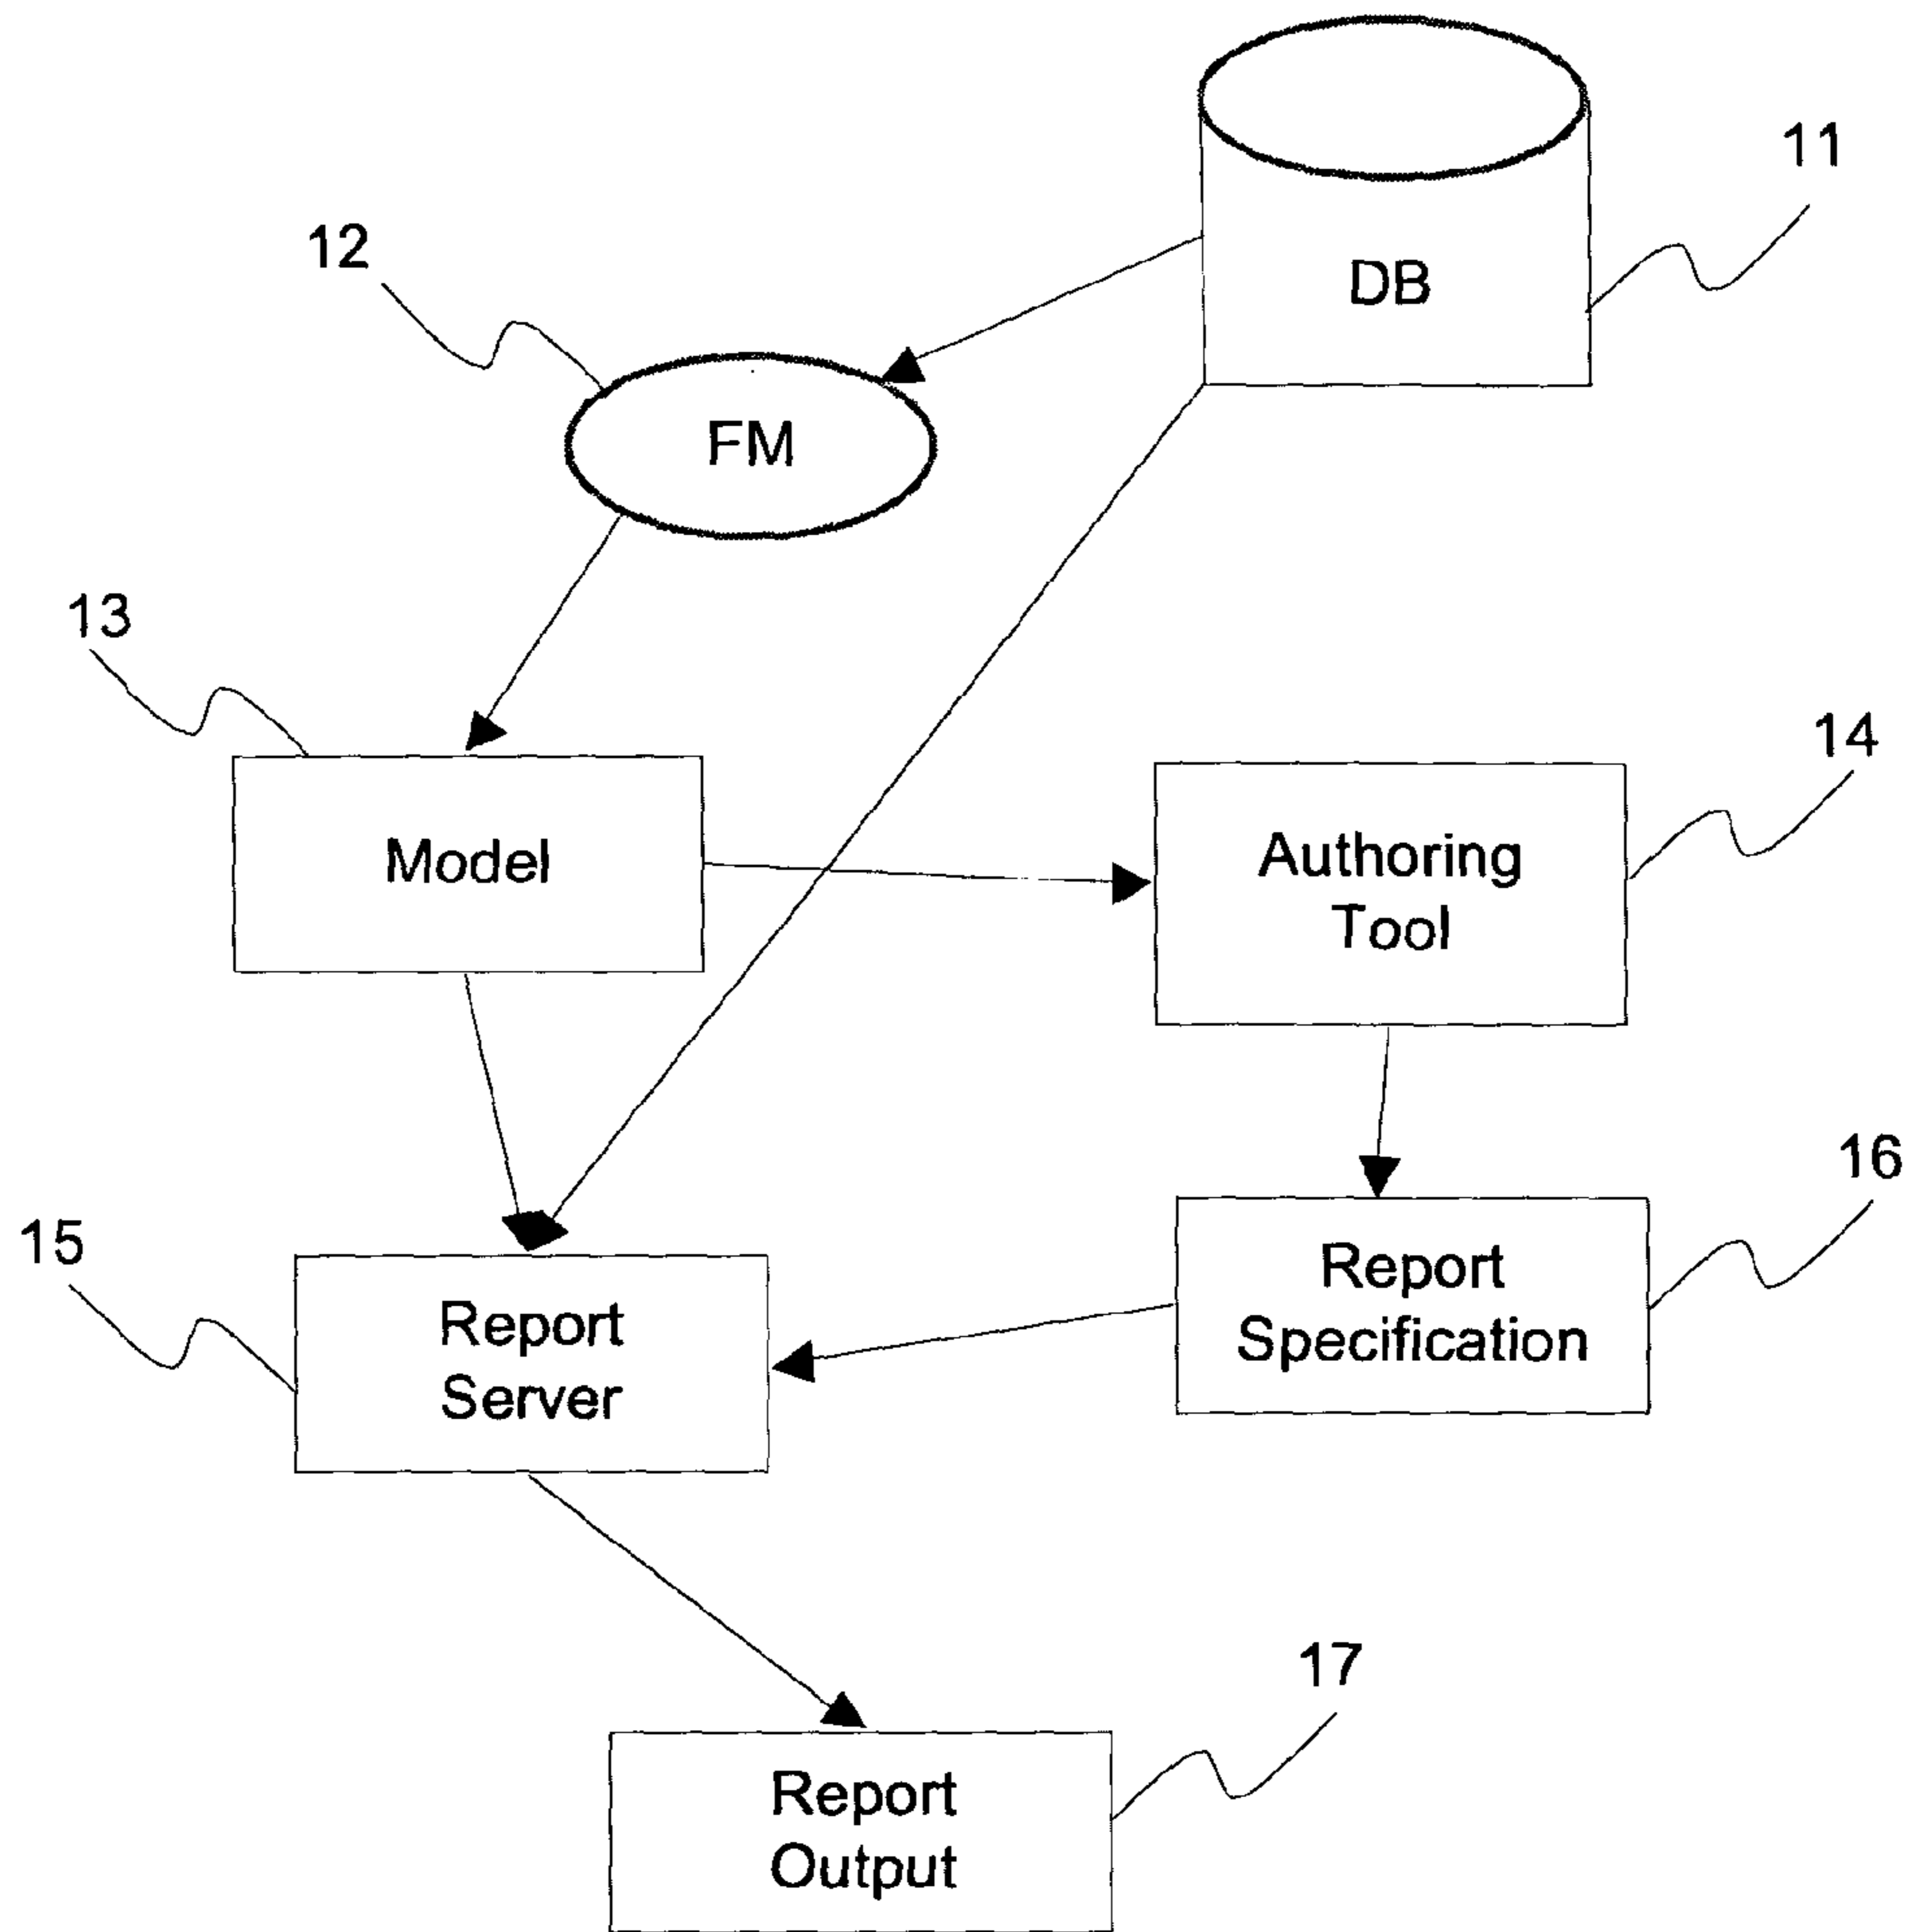 11
DB
12
FM
13
Model
14
Authoring
Tool
15
Report
Server
16
Report
Specification
17
Report
Output